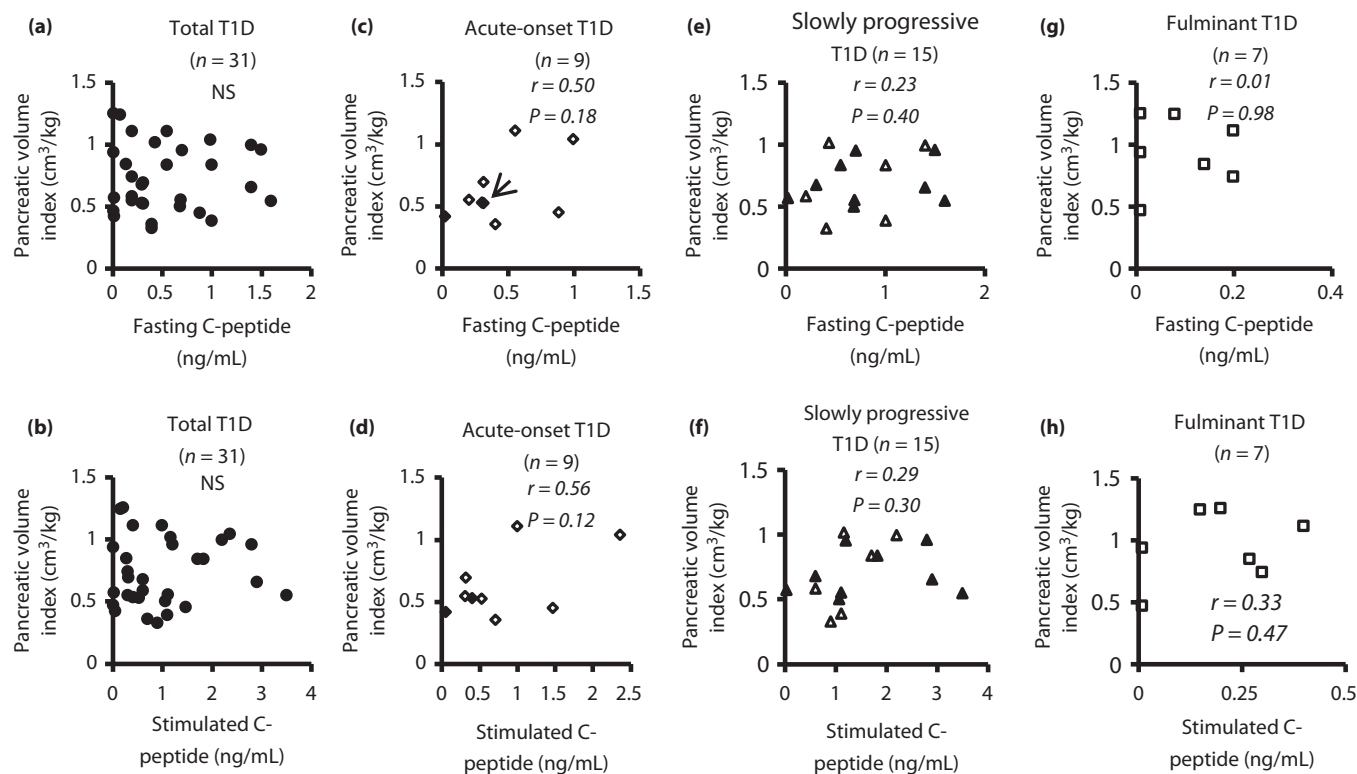 (a)
Total T1D
(n = 31)
NS
Pancreatic volume
index (cm³/kg)
1.5
1
0.5
0
0 0.5 1 1.5 2
Fasting C-peptide
(ng/mL)
(c)
Acute-onset T1D
(n = 9)
r = 0.50
P = 0.18
Pancreatic volume
index (cm³/kg)
1.5
1
0.5
0
0 0.5 1 1.5
Fasting C-peptide
(ng/mL)
(e)
Slowly progressive
T1D (n = 15)
r = 0.23
P = 0.40
Pancreatic volume
index (cm³/kg)
1.5
1
0.5
0
0 1 2
Fasting C-peptide
(ng/mL)
(g)
Fulminant T1D
(n = 7)
r = 0.01
P = 0.98
Pancreatic volume
index (cm³/kg)
1.5
1
0.5
0
0 0.2 0.4
Fasting C-peptide
(ng/mL)
(b)
Total T1D
(n = 31)
NS
Pancreatic volume
index (cm³/kg)
1.5
1
0.5
0
0 1 2 3 4
Stimulated C-
peptide (ng/mL)
(d)
Acute-onset T1D
(n = 9)
r = 0.56
P = 0.12
Pancreatic volume
index (cm³/kg)
1.5
1
0.5
0
0 0.5 1 1.5 2 2.5
Stimulated C-
peptide (ng/mL)
(f)
Slowly progressive
T1D (n = 15)
r = 0.29
P = 0.30
Pancreatic volume
index (cm³/kg)
1.5
1
0.5
0
0 1 2 3 4
Stimulated C-
peptide (ng/mL)
(h)
Fulminant T1D
(n = 7)
Pancreatic volume
index (cm³/kg)
1.5
1
0.5
0
r = 0.33
P = 0.47
0 0.25 0.5
Stimulated C-
peptide (ng/mL)